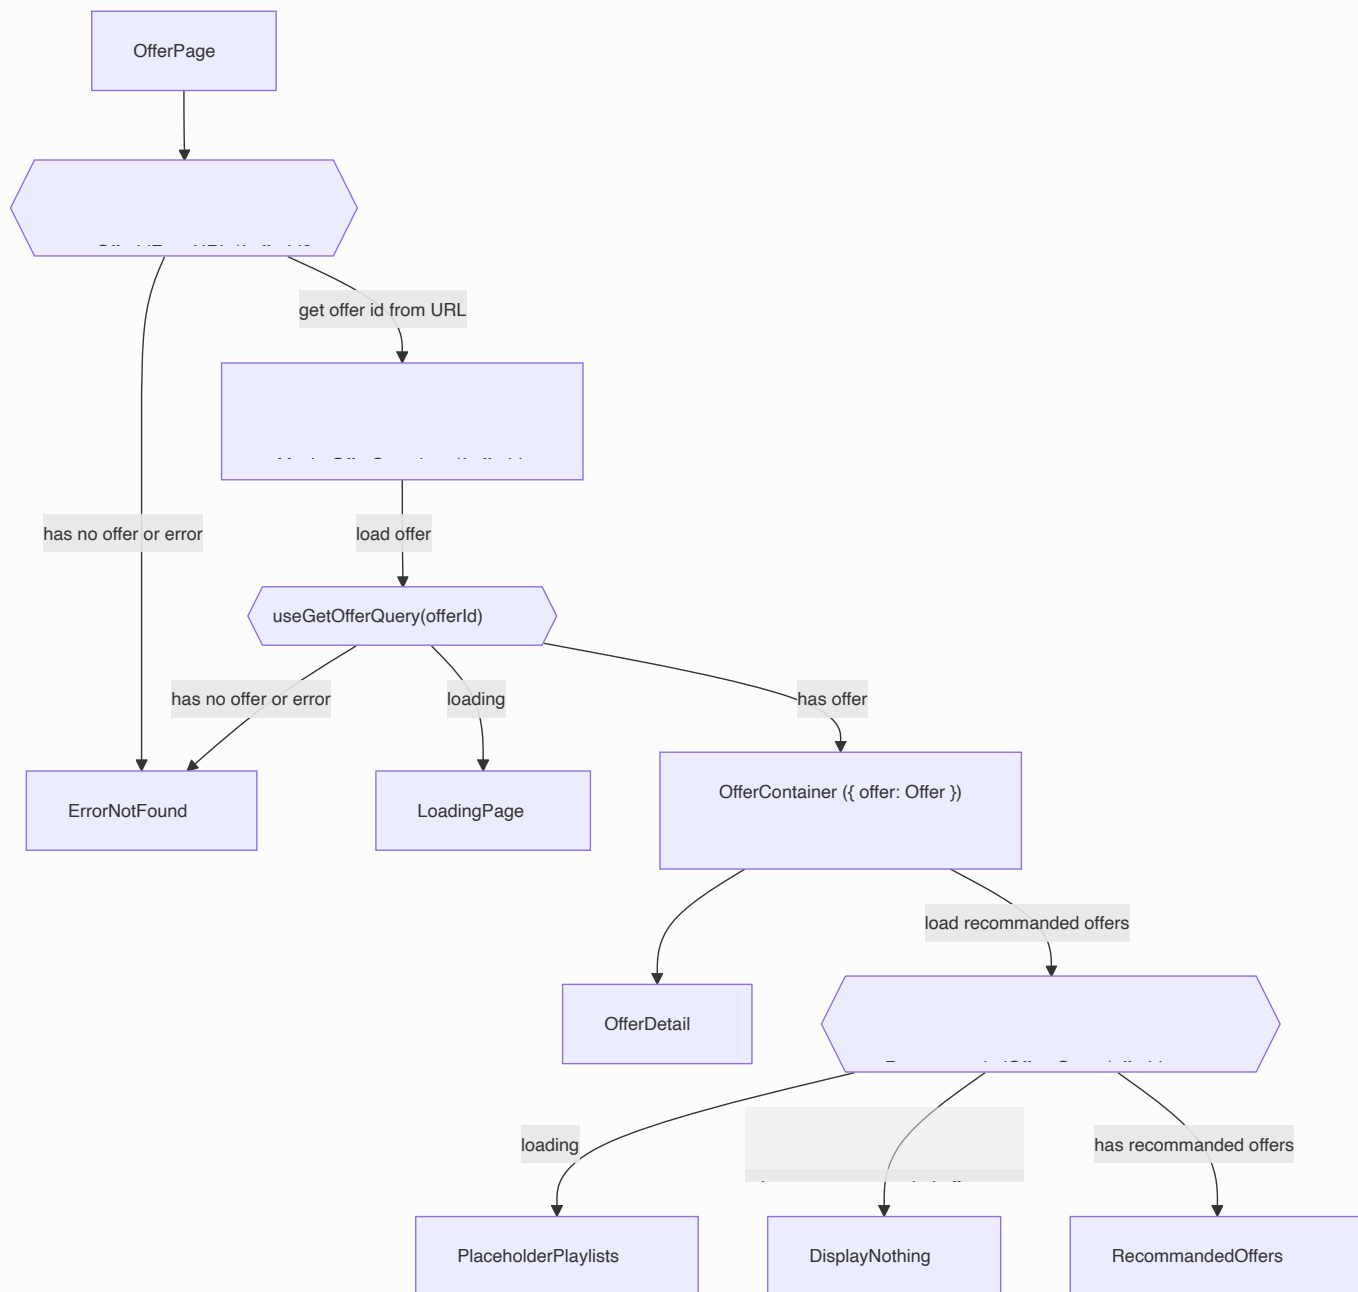 OfferPage
get offer id from URL
has no offer or error
load offer
useGetOfferQuery(offerId)
has no offer or error
loading
has offer
ErrorNotFound
LoadingPage
OfferContainer ({ offer: Offer })
load recommanded offers
OfferDetail
loading
has recommanded offers
PlaceholderPlaylists
DisplayNothing
RecommandedOffers